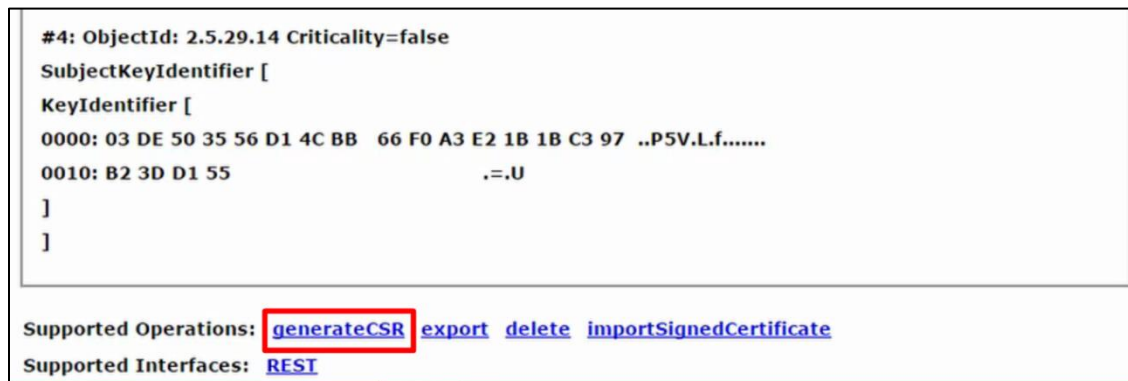 #4: ObjectId: 2.5.29.14 Criticality=false
SubjectKeyIdentifier [
KeyIdentifier [
0000: 03 DE 50 35 56 D1 4C BB   66 F0 A3 E2 1B 1B C3 97  ..P5V.L.f.......
0010: B2 3D D1 55                                        .=.U
]
]
Supported Operations: generateCSR export delete importSignedCertificate
Supported Interfaces: REST